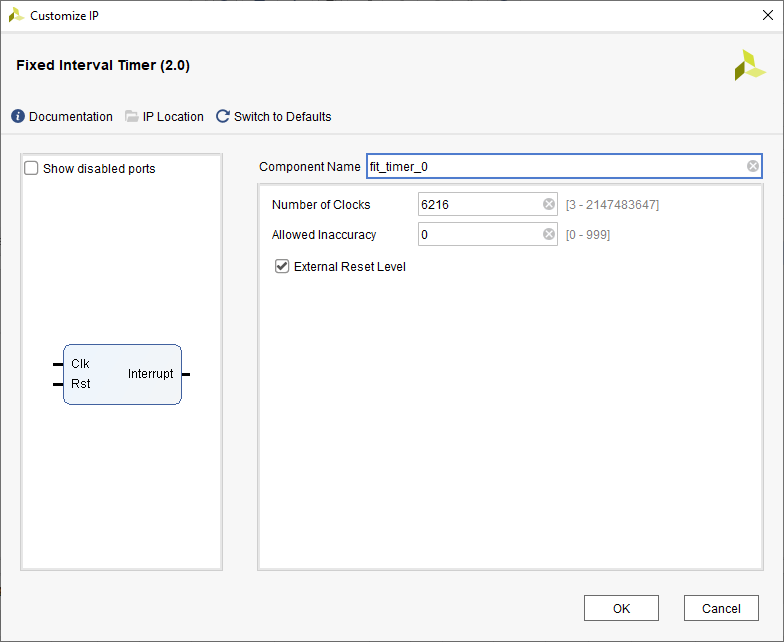 Customize IP
Fixed Interval Timer (2.0)
Documentation IP Location Switch to Defaults
Show disabled ports
Component Name fit_timer_0
Number of Clocks 6216 [3 - 2147483647]
Allowed Inaccuracy 0 [0 - 999]
External Reset Level
Clk
Rst
Interrupt
OK Cancel